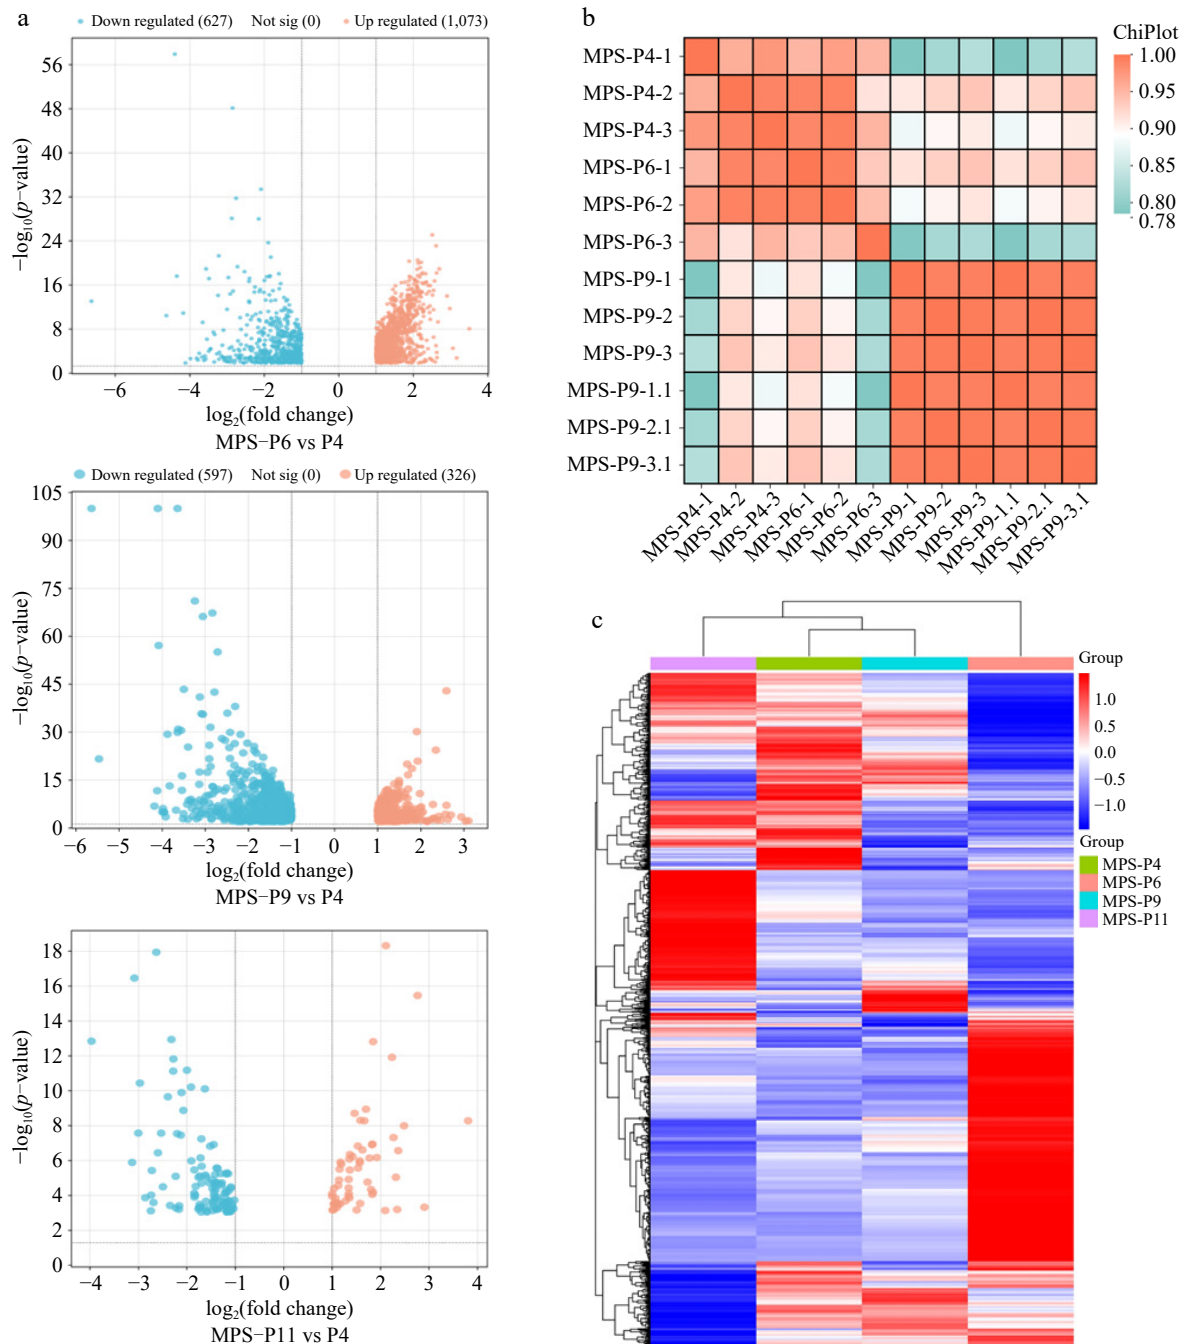 a
Down regulated (627) Not sig (0) Up regulated (1,073)
56
48
40
32
24
16
8
0
−log₁₀(p−value)
−6 −4 −2 0 2 4
log₂(fold change)
MPS−P6 vs P4
Down regulated (597) Not sig (0) Up regulated (326)
105
90
75
60
45
30
15
0
−log₁₀(p−value)
−6 −5 −4 −3 −2 −1 0 1 2 3
log₂(fold change)
MPS−P9 vs P4
18
16
14
12
10
8
6
4
2
0
−log₁₀(p−value)
−4 −3 −2 −1 0 1 2 3 4
log₂(fold change)
MPS−P11 vs P4
b
MPS-P4-1
MPS-P4-2
MPS-P4-3
MPS-P6-1
MPS-P6-2
MPS-P6-3
MPS-P9-1
MPS-P9-2
MPS-P9-3
MPS-P9-1.1
MPS-P9-2.1
MPS-P9-3.1
MPS-P4-1
MPS-P4-2
MPS-P4-3
MPS-P6-1
MPS-P6-2
MPS-P6-3
MPS-P9-1
MPS-P9-2
MPS-P9-3
MPS-P9-1.1
MPS-P9-2.1
MPS-P9-3.1
ChiPlot
1.00
0.95
0.90
0.85
0.80
0.78
c
Group
1.0
0.5
0.0
−0.5
−1.0
Group
MPS-P4
MPS-P6
MPS-P9
MPS-P11